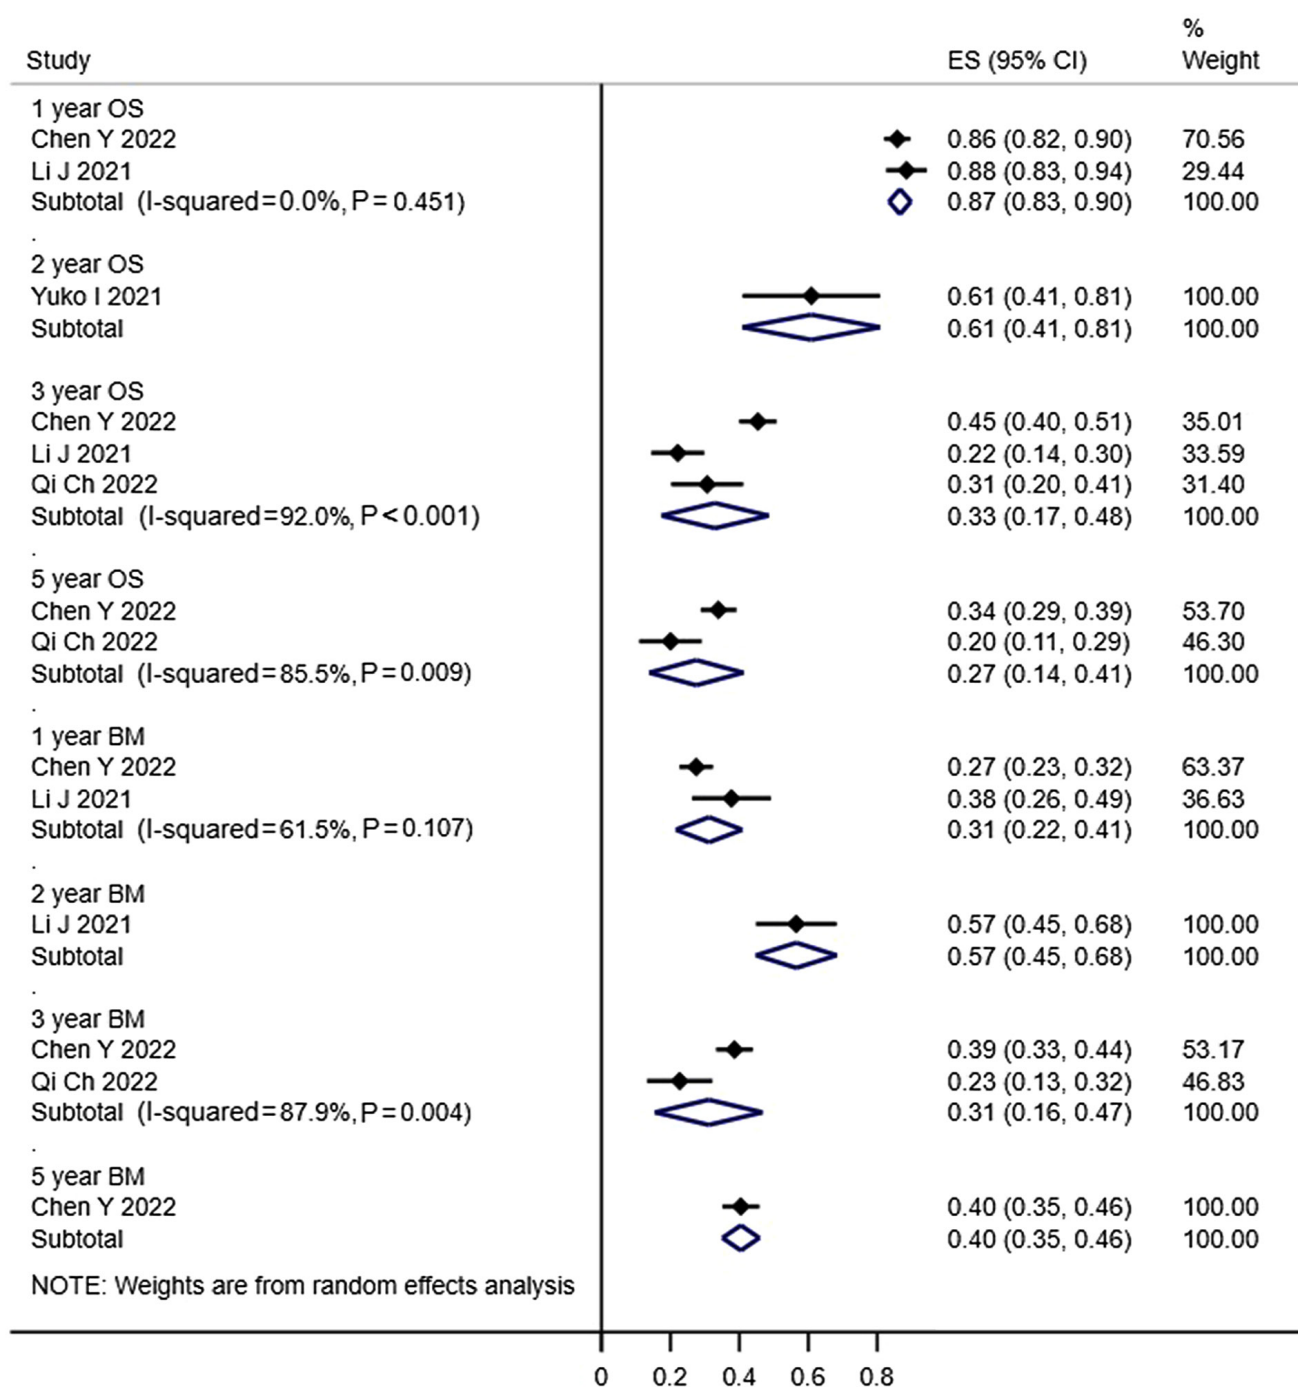 %
Study ES (95% CI) Weight
1 year OS
Chen Y 2022 0.86 (0.82, 0.90) 70.56
Li J 2021 0.88 (0.83, 0.94) 29.44
Subtotal (I-squared=0.0%, P=0.451) 0.87 (0.83, 0.90) 100.00
.
2 year OS
Yuko I 2021 0.61 (0.41, 0.81) 100.00
Subtotal 0.61 (0.41, 0.81) 100.00
3 year OS
Chen Y 2022 0.45 (0.40, 0.51) 35.01
Li J 2021 0.22 (0.14, 0.30) 33.59
Qi Ch 2022 0.31 (0.20, 0.41) 31.40
Subtotal (I-squared=92.0%, P<0.001) 0.33 (0.17, 0.48) 100.00
.
5 year OS
Chen Y 2022 0.34 (0.29, 0.39) 53.70
Qi Ch 2022 0.20 (0.11, 0.29) 46.30
Subtotal (I-squared=85.5%, P=0.009) 0.27 (0.14, 0.41) 100.00
.
1 year BM
Chen Y 2022 0.27 (0.23, 0.32) 63.37
Li J 2021 0.38 (0.26, 0.49) 36.63
Subtotal (I-squared=61.5%, P=0.107) 0.31 (0.22, 0.41) 100.00
.
2 year BM
Li J 2021 0.57 (0.45, 0.68) 100.00
Subtotal 0.57 (0.45, 0.68) 100.00
.
3 year BM
Chen Y 2022 0.39 (0.33, 0.44) 53.17
Qi Ch 2022 0.23 (0.13, 0.32) 46.83
Subtotal (I-squared=87.9%, P=0.004) 0.31 (0.16, 0.47) 100.00
.
5 year BM
Chen Y 2022 0.40 (0.35, 0.46) 100.00
Subtotal 0.40 (0.35, 0.46) 100.00
NOTE: Weights are from random effects analysis
0 0.2 0.4 0.6 0.8